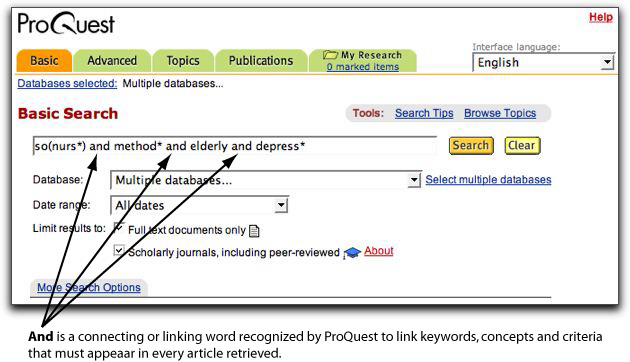 ProQuest
Help
Basic Advanced Topics Publications My Research
0 marked items
Interface language:
English
Databases selected: Multiple databases...
Basic Search
Tools: Search Tips Browse Topics
so(nurs*) and method* and elderly and depress*
Search Clear
Database: Multiple databases... Select multiple databases
Date range: All dates
Limit results to: Full text documents only
Scholarly journals, including peer-reviewed About
More Search Options
And is a connecting or linking word recognized by ProQuest to link keywords, concepts and criteria
that must appeaar in every article retrieved.